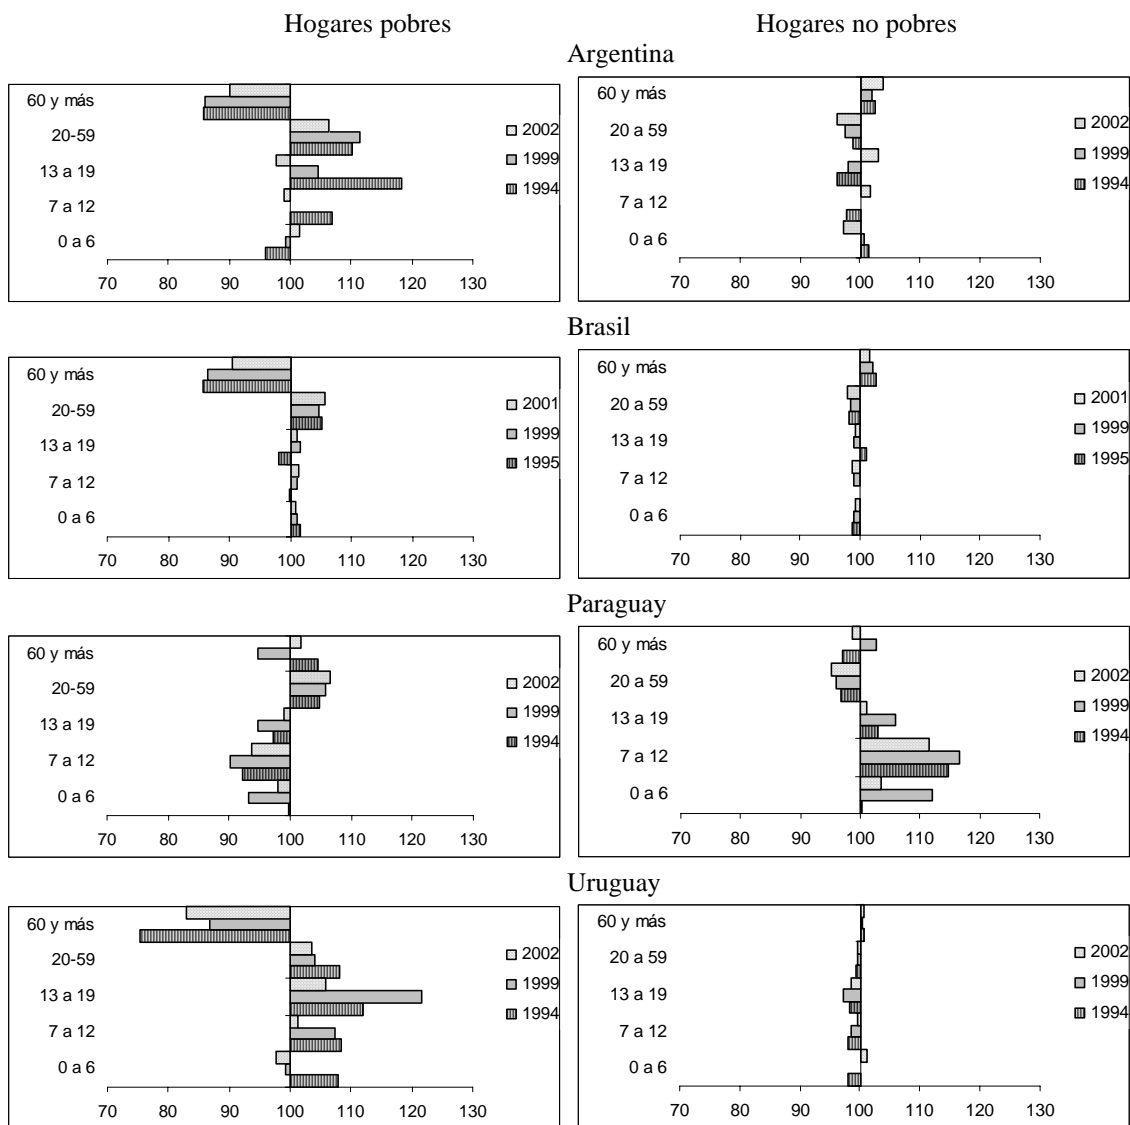 Hogares pobres
Hogares no pobres
Argentina
60 y más
20-59
13 a 19
7 a 12
0 a 6
70 80 90 100 110 120 130
2002
1999
1994
60 y más
20 a 59
13 a 19
7 a 12
0 a 6
70 80 90 100 110 120 130
2002
1999
1994
Brasil
60 y más
20-59
13 a 19
7 a 12
0 a 6
70 80 90 100 110 120 130
2001
1999
1995
60 y más
20 a 59
13 a 19
7 a 12
0 a 6
70 80 90 100 110 120 130
2001
1999
1995
Paraguay
60 y más
20-59
13 a 19
7 a 12
0 a 6
70 80 90 100 110 120 130
2002
1999
1994
60 y más
20 a 59
13 a 19
7 a 12
0 a 6
70 80 90 100 110 120 130
2002
1999
1994
Uruguay
60 y más
20-59
13 a 19
7 a 12
0 a 6
70 80 90 100 110 120 130
2002
1999
1994
60 y más
20 a 59
13 a 19
7 a 12
0 a 6
70 80 90 100 110 120 130
2002
1999
1994